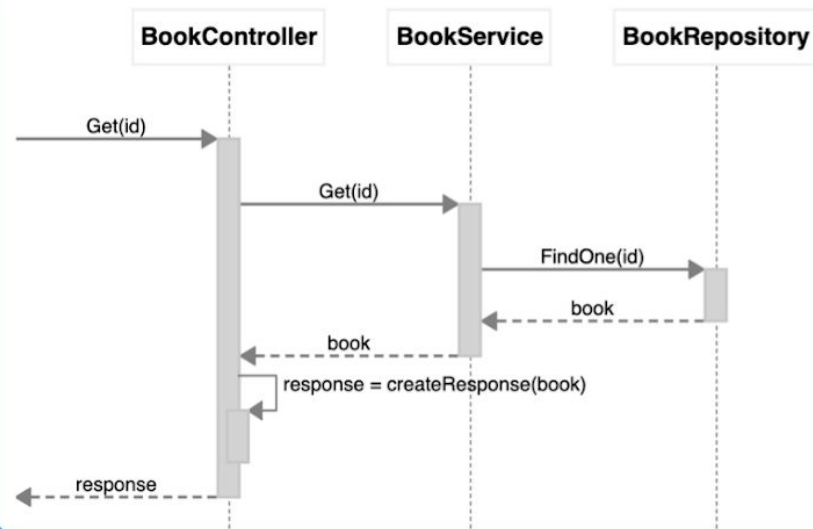 BookController
BookService
BookRepository
Get(id)
Get(id)
FindOne(id)
book
book
response = createResponse(book)
response